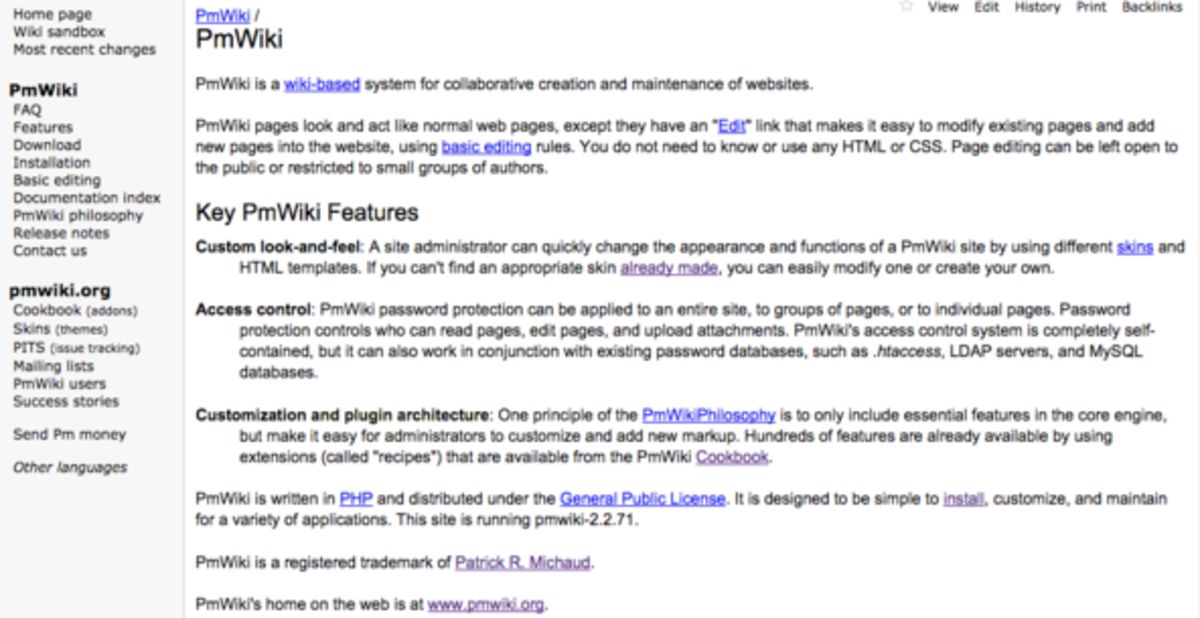 Home page
Wiki sandbox
Most recent changes
PmWiki
FAQ
Features
Download
Installation
Basic editing
Documentation index
PmWiki philosophy
Release notes
Contact us
pmwiki.org
Cookbook (addons)
Skins (themes)
PITS (issue tracking)
Mailing lists
PmWiki users
Success stories
Send Pm money
Other languages
View Edit History Print Backlinks
PmWiki /
PmWiki
PmWiki is a wiki-based system for collaborative creation and maintenance of websites.
PmWiki pages look and act like normal web pages, except they have an "Edit" link that makes it easy to modify existing pages and add
new pages into the website, using basic editing rules. You do not need to know or use any HTML or CSS. Page editing can be left open to
the public or restricted to small groups of authors.
Key PmWiki Features
Custom look-and-feel: A site administrator can quickly change the appearance and functions of a PmWiki site by using different skins and
HTML templates. If you can't find an appropriate skin already made, you can easily modify one or create your own.
Access control: PmWiki password protection can be applied to an entire site, to groups of pages, or to individual pages. Password
protection controls who can read pages, edit pages, and upload attachments. PmWiki's access control system is completely self-
contained, but it can also work in conjunction with existing password databases, such as .htaccess, LDAP servers, and MySQL
databases.
Customization and plugin architecture: One principle of the PmWikiPhilosophy is to only include essential features in the core engine,
but make it easy for administrators to customize and add new markup. Hundreds of features are already available by using
extensions (called "recipes") that are available from the PmWiki Cookbook.
PmWiki is written in PHP and distributed under the General Public License. It is designed to be simple to install, customize, and maintain
for a variety of applications. This site is running pmwiki-2.2.71.
PmWiki is a registered trademark of Patrick R. Michaud.
PmWiki's home on the web is at www.pmwiki.org.